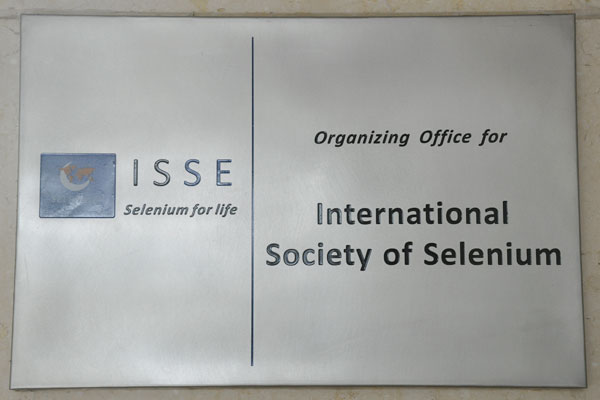 ISSE
Selenium for life
Organizing Office for
International
Society of Selenium